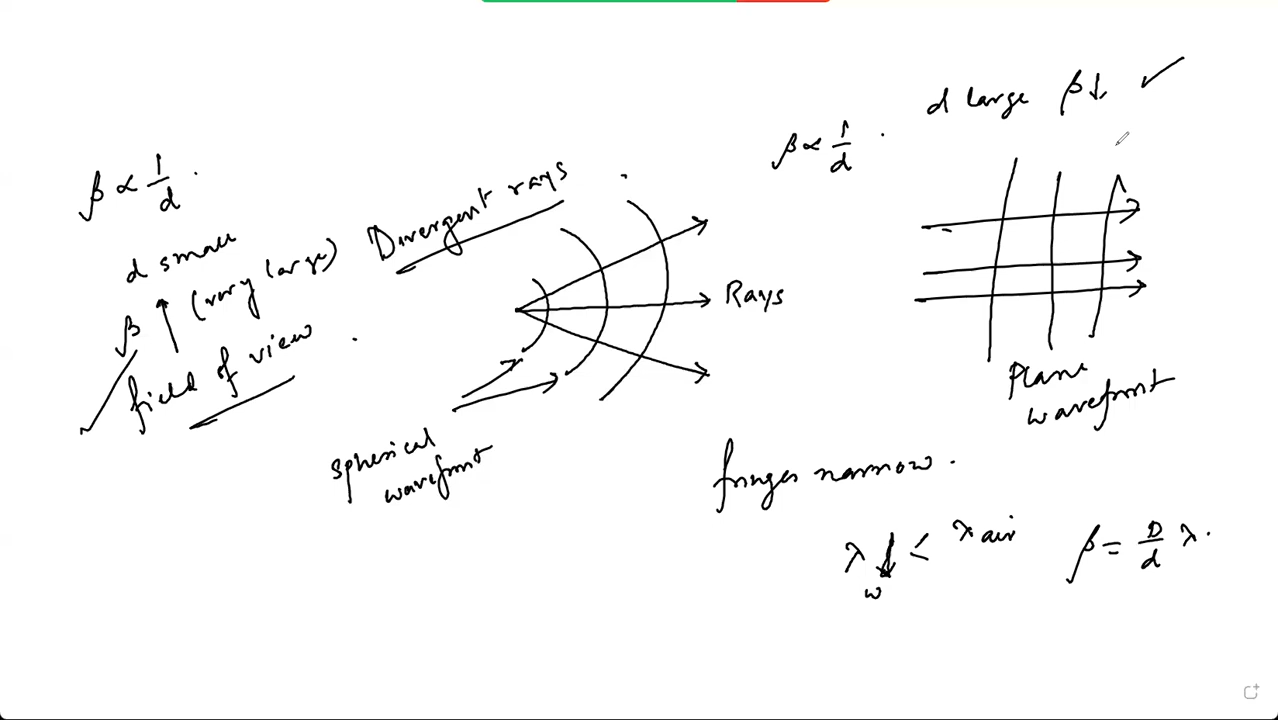 β ∝ 1/d .
d small
β ↑ (very large)
field of view .
Divergent rays .
Rays
spherical
wavefront
β ∝ 1/d .
d large β↓ ✓
Plane
wavefront
fringes narrow .
λw ↓ < λ air β = D/d λ .